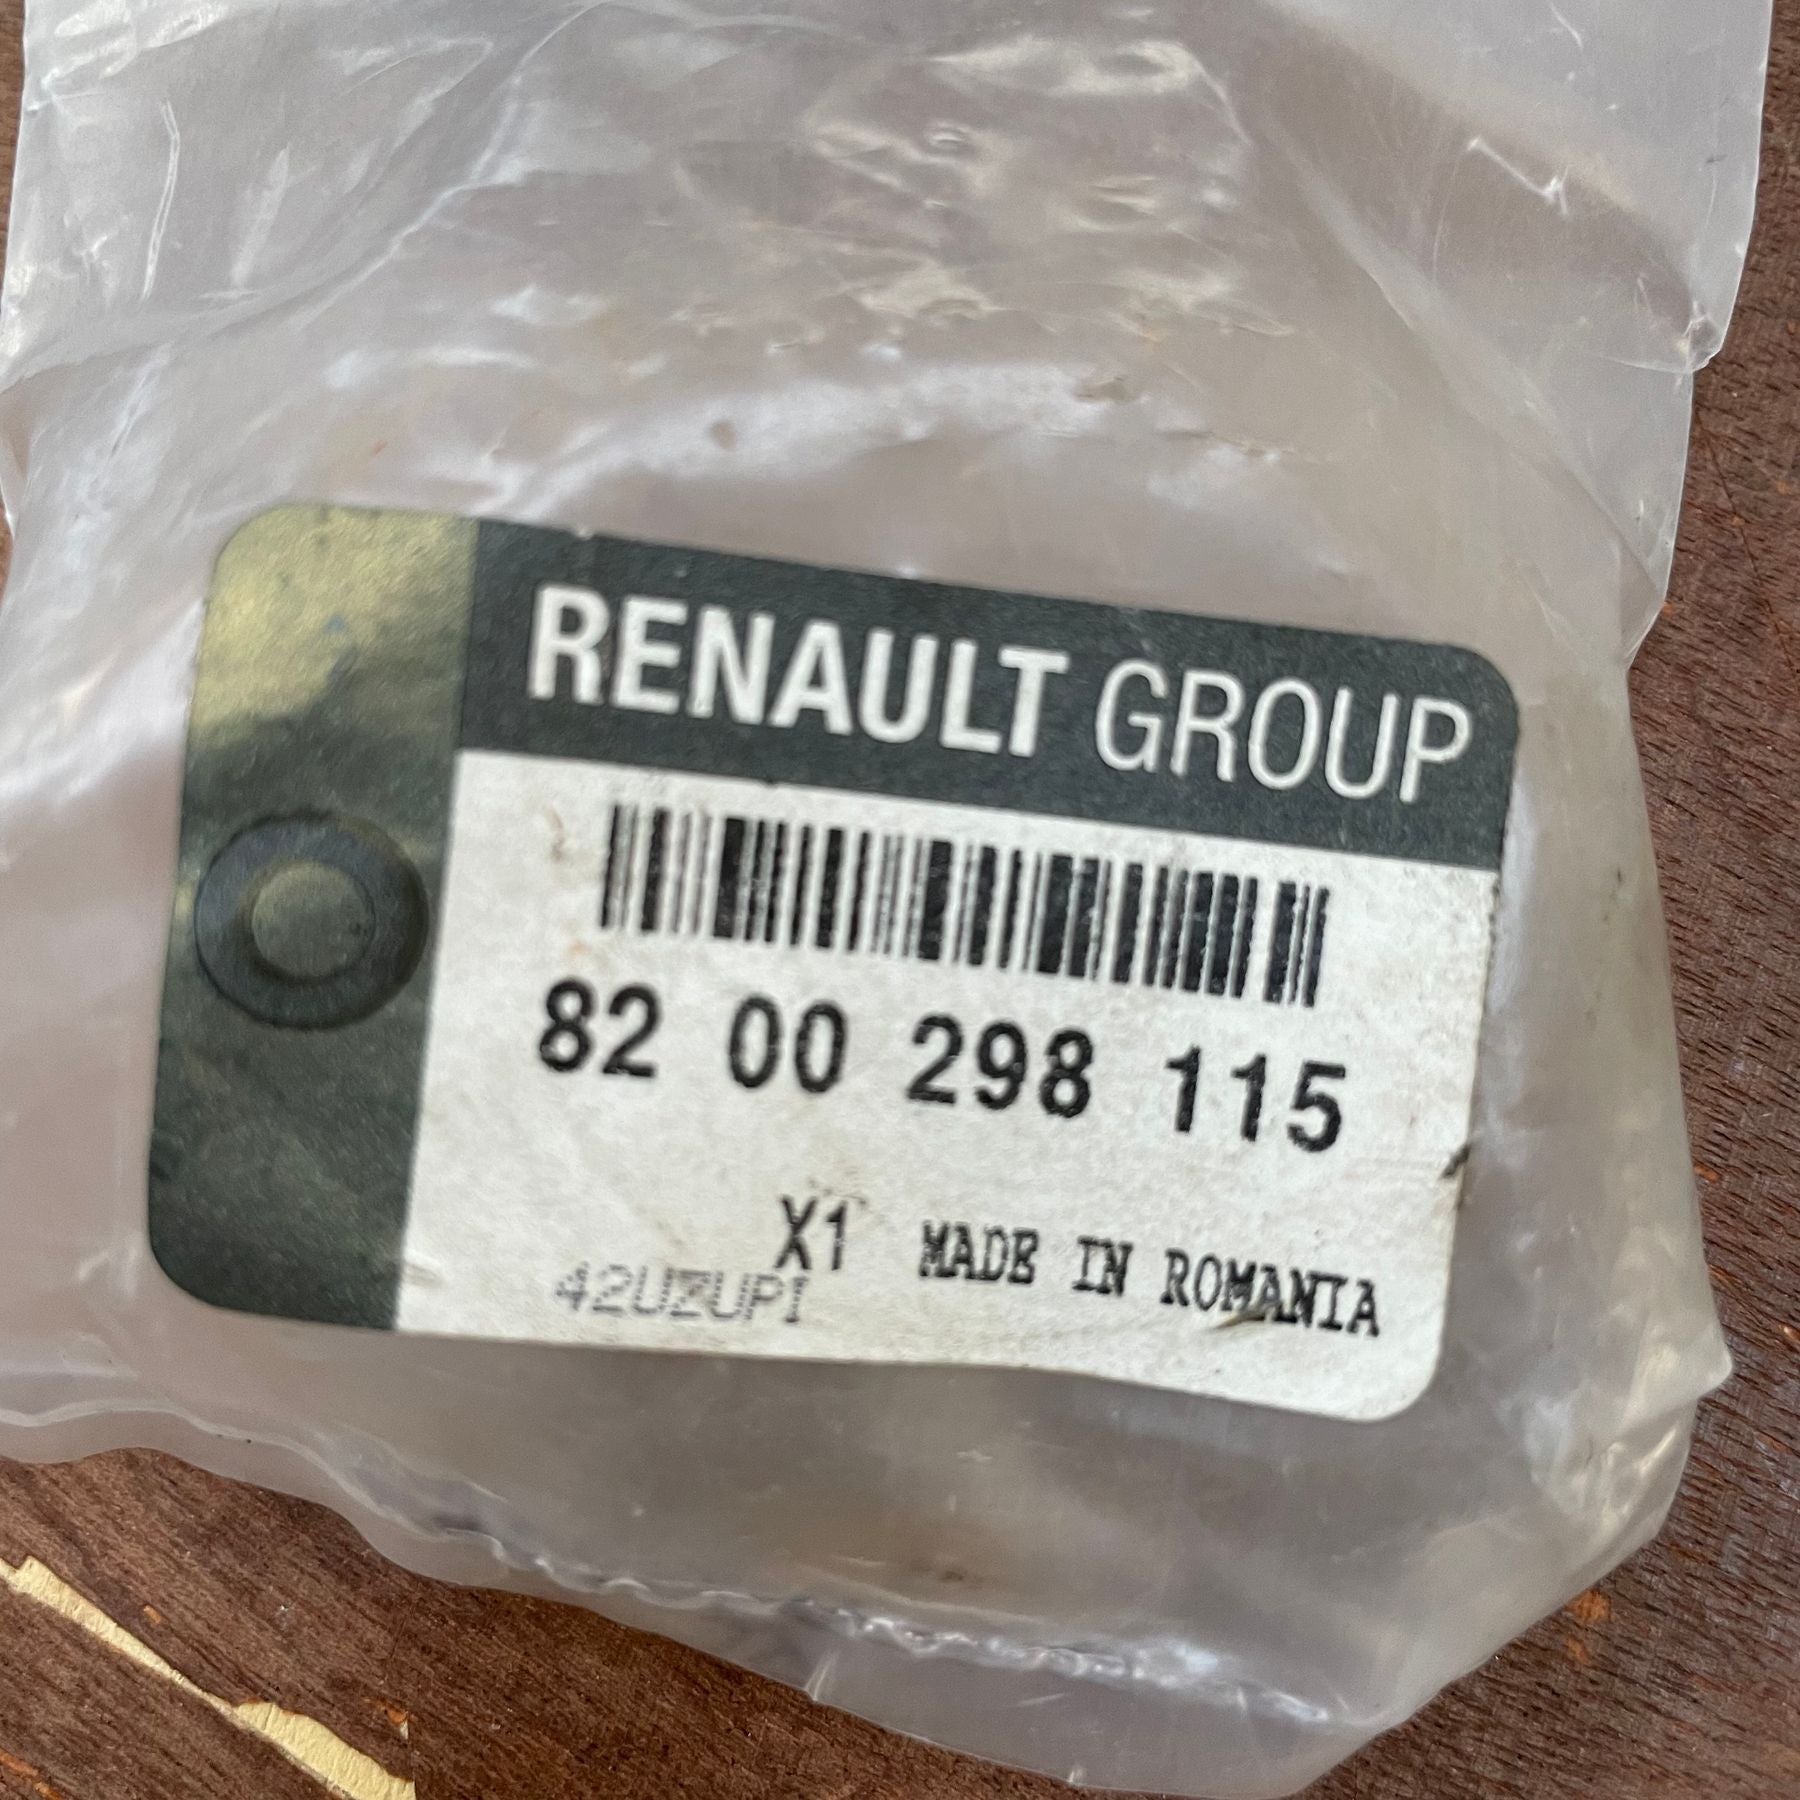 RENAULT GROUP
82 00 298 115
X1 MADE IN ROMANIA
42UZUPI